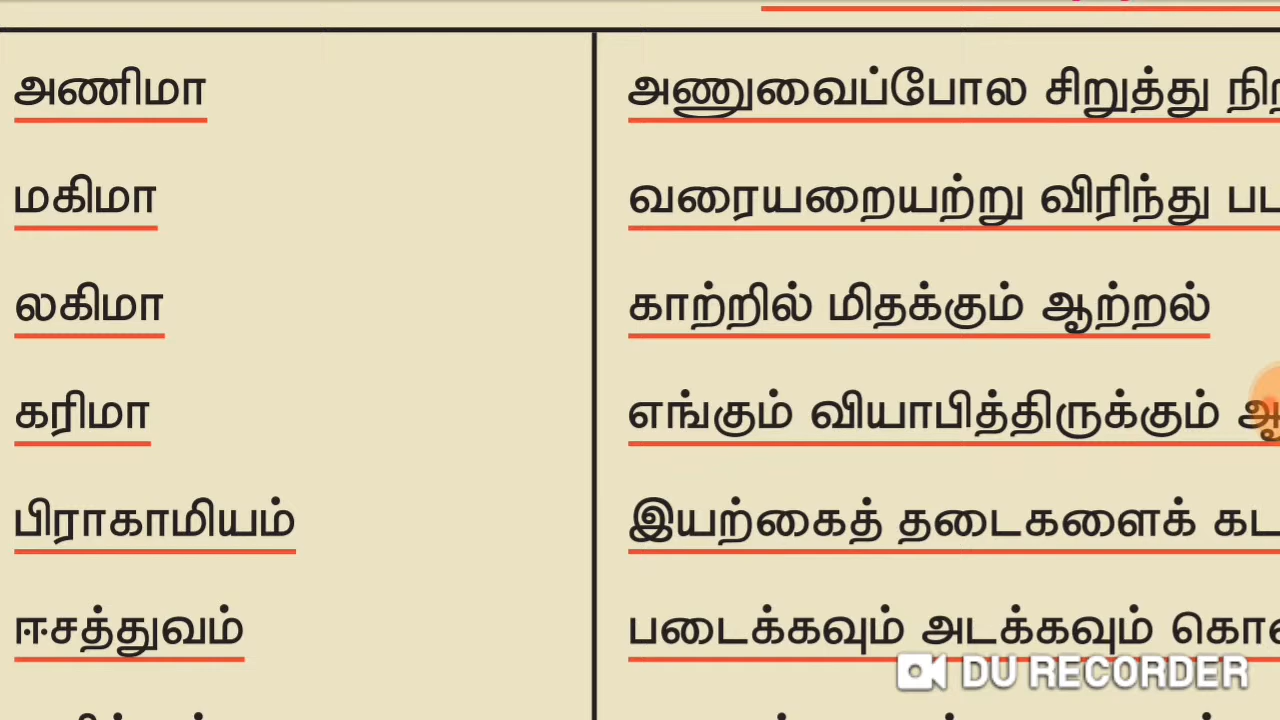 அணிமா அணுவைப்போல சிறுத்து
மகிமா வரையறையற்று விரிந்து
லகிமா காற்றில் மிதக்கும் ஆற்றல்
கரிமா எங்கும் வியாபித்திருக்கும்
பிராகாமியம் இயற்கைத் தடைகளைக்
ஈசத்துவம் படைக்கவும் அடக்கவும்
DU RECORDER